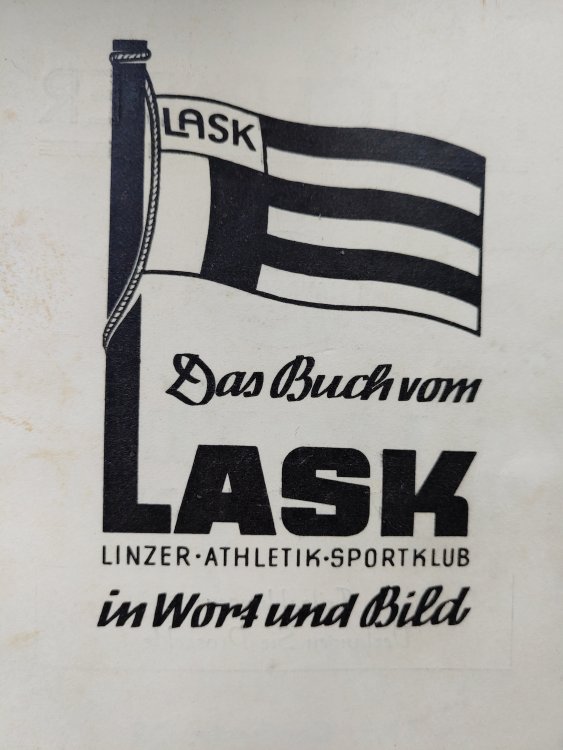 LASK
Das Buch vom
LASK
LINZER·ATHLETIK·SPORTKLUB
in Wort und Bild